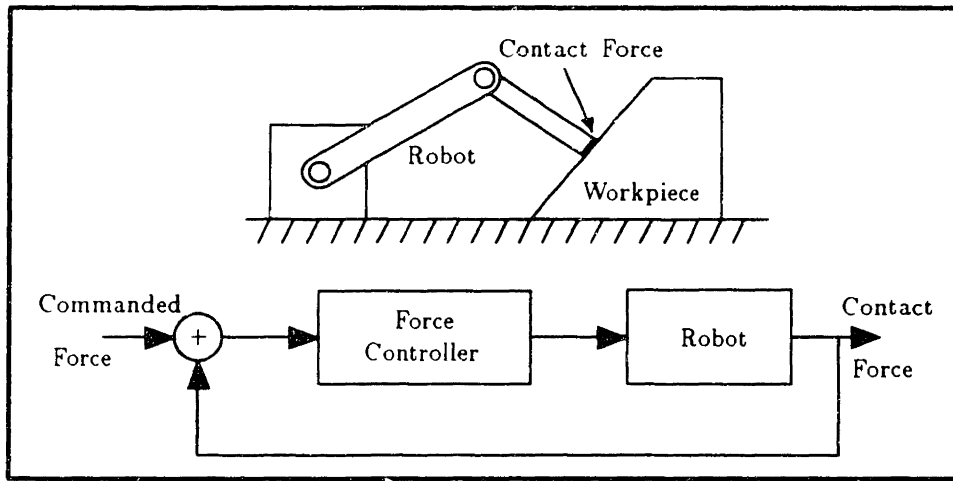 Contact Force
Robot
Workpiece
Commanded
Force
+
Force
Controller
Robot
Contact
Force